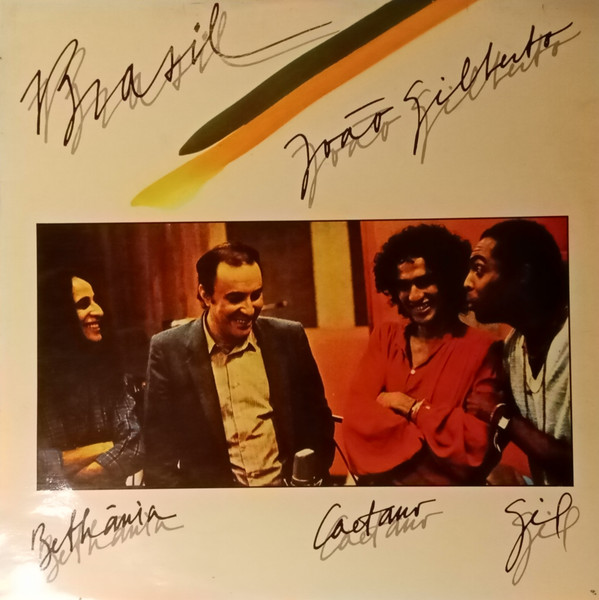 Brasil
João Gilberto
Bethânia Caetano Gil